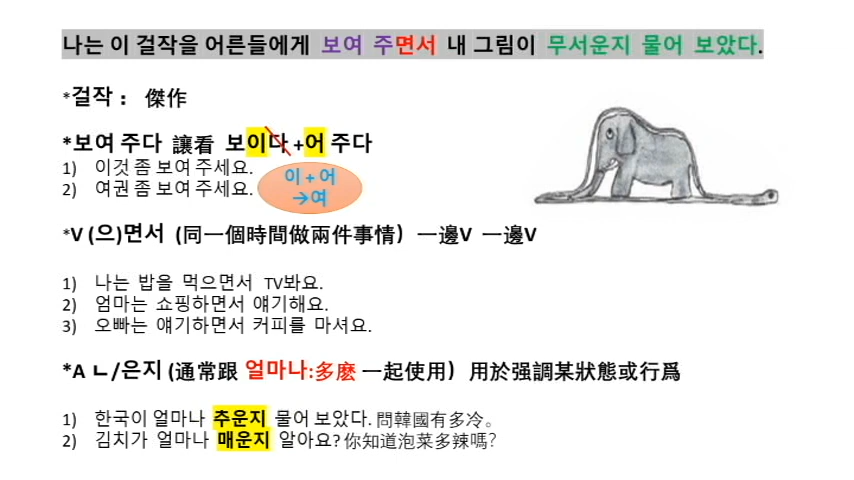 나는 이 걸작을 어른들에게 보여 주면서 내 그림이 무서운지 물어 보았다.
*걸작 : 傑作
*보여 주다 讓看 보이다 +어 주다
1) 이것 좀 보여 주세요.
2) 여권 좀 보여 주세요.
이 + 어
→여
*V (으)면서 (同一個時間做兩件事情) 一邊V 一邊V
1) 나는 밥을 먹으면서 TV봐요.
2) 엄마는 쇼핑하면서 얘기해요.
3) 오빠는 얘기하면서 커피를 마셔요.
*A ㄴ/은지 (通常跟 얼마나:多麽 一起使用) 用於强調某狀態或行爲
1) 한국이 얼마나 추운지 물어 보았다. 問韓國有多冷。
2) 김치가 얼마나 매운지 알아요? 你知道泡菜多辣嗎?